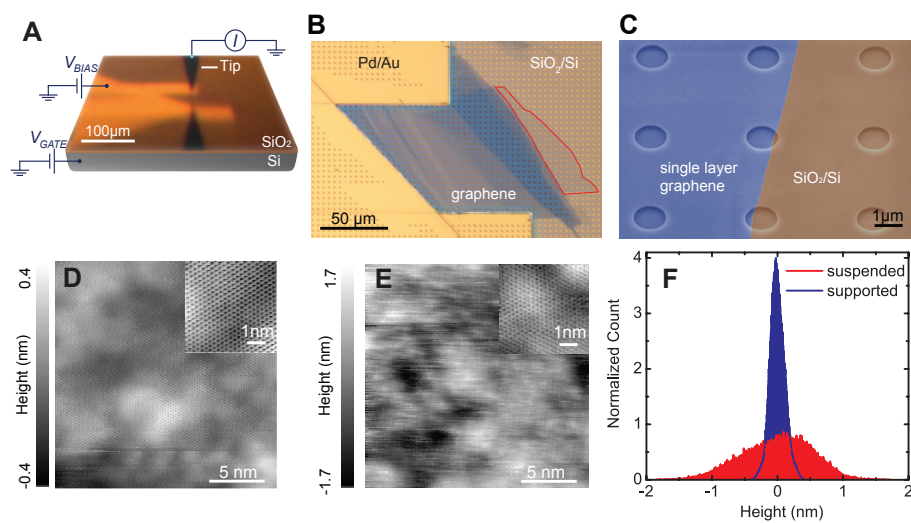 A
I
V_BIAS
Tip
100µm
V_GATE
SiO₂
Si
B
Pd/Au
SiO₂/Si
graphene
50 µm
C
single layer
graphene
SiO₂/Si
1µm
D
0.4
Height (nm)
-0.4
1nm
5 nm
E
1.7
Height (nm)
-1.7
1 nm
5 nm
F
suspended
supported
Normalized Count
4
3
2
1
0
-2
-1
0
1
2
Height (nm)